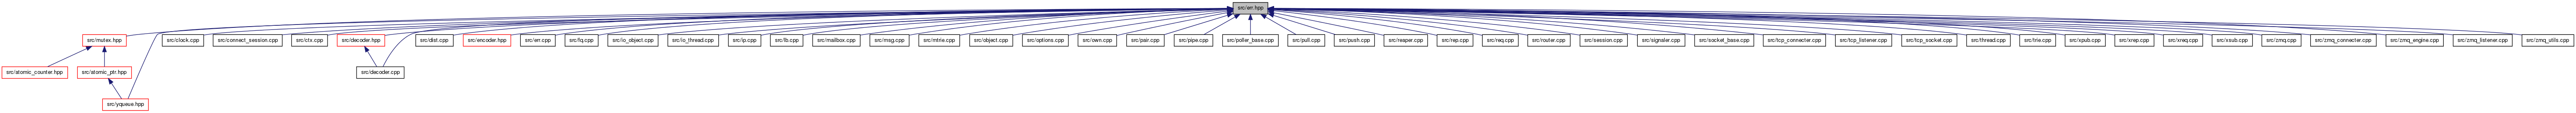 src/err.hpp
src/mutex.hpp
src/clock.cpp
src/connect_session.cpp
src/ctx.cpp
src/decoder.hpp
src/dist.cpp
src/encoder.hpp
src/err.cpp
src/fq.cpp
src/io_object.cpp
src/io_thread.cpp
src/ip.cpp
src/lb.cpp
src/mailbox.cpp
src/msg.cpp
src/mtrie.cpp
src/object.cpp
src/options.cpp
src/own.cpp
src/pair.cpp
src/pipe.cpp
src/poller_base.cpp
src/pull.cpp
src/push.cpp
src/reaper.cpp
src/rep.cpp
src/req.cpp
src/router.cpp
src/session.cpp
src/signaler.cpp
src/socket_base.cpp
src/tcp_connecter.cpp
src/tcp_listener.cpp
src/tcp_socket.cpp
src/thread.cpp
src/trie.cpp
src/xpub.cpp
src/xrep.cpp
src/xreq.cpp
src/xsub.cpp
src/zmq.cpp
src/zmq_connecter.cpp
src/zmq_engine.cpp
src/zmq_listener.cpp
src/zmq_utils.cpp
src/atomic_counter.hpp
src/atomic_ptr.hpp
src/decoder.cpp
src/yqueue.hpp